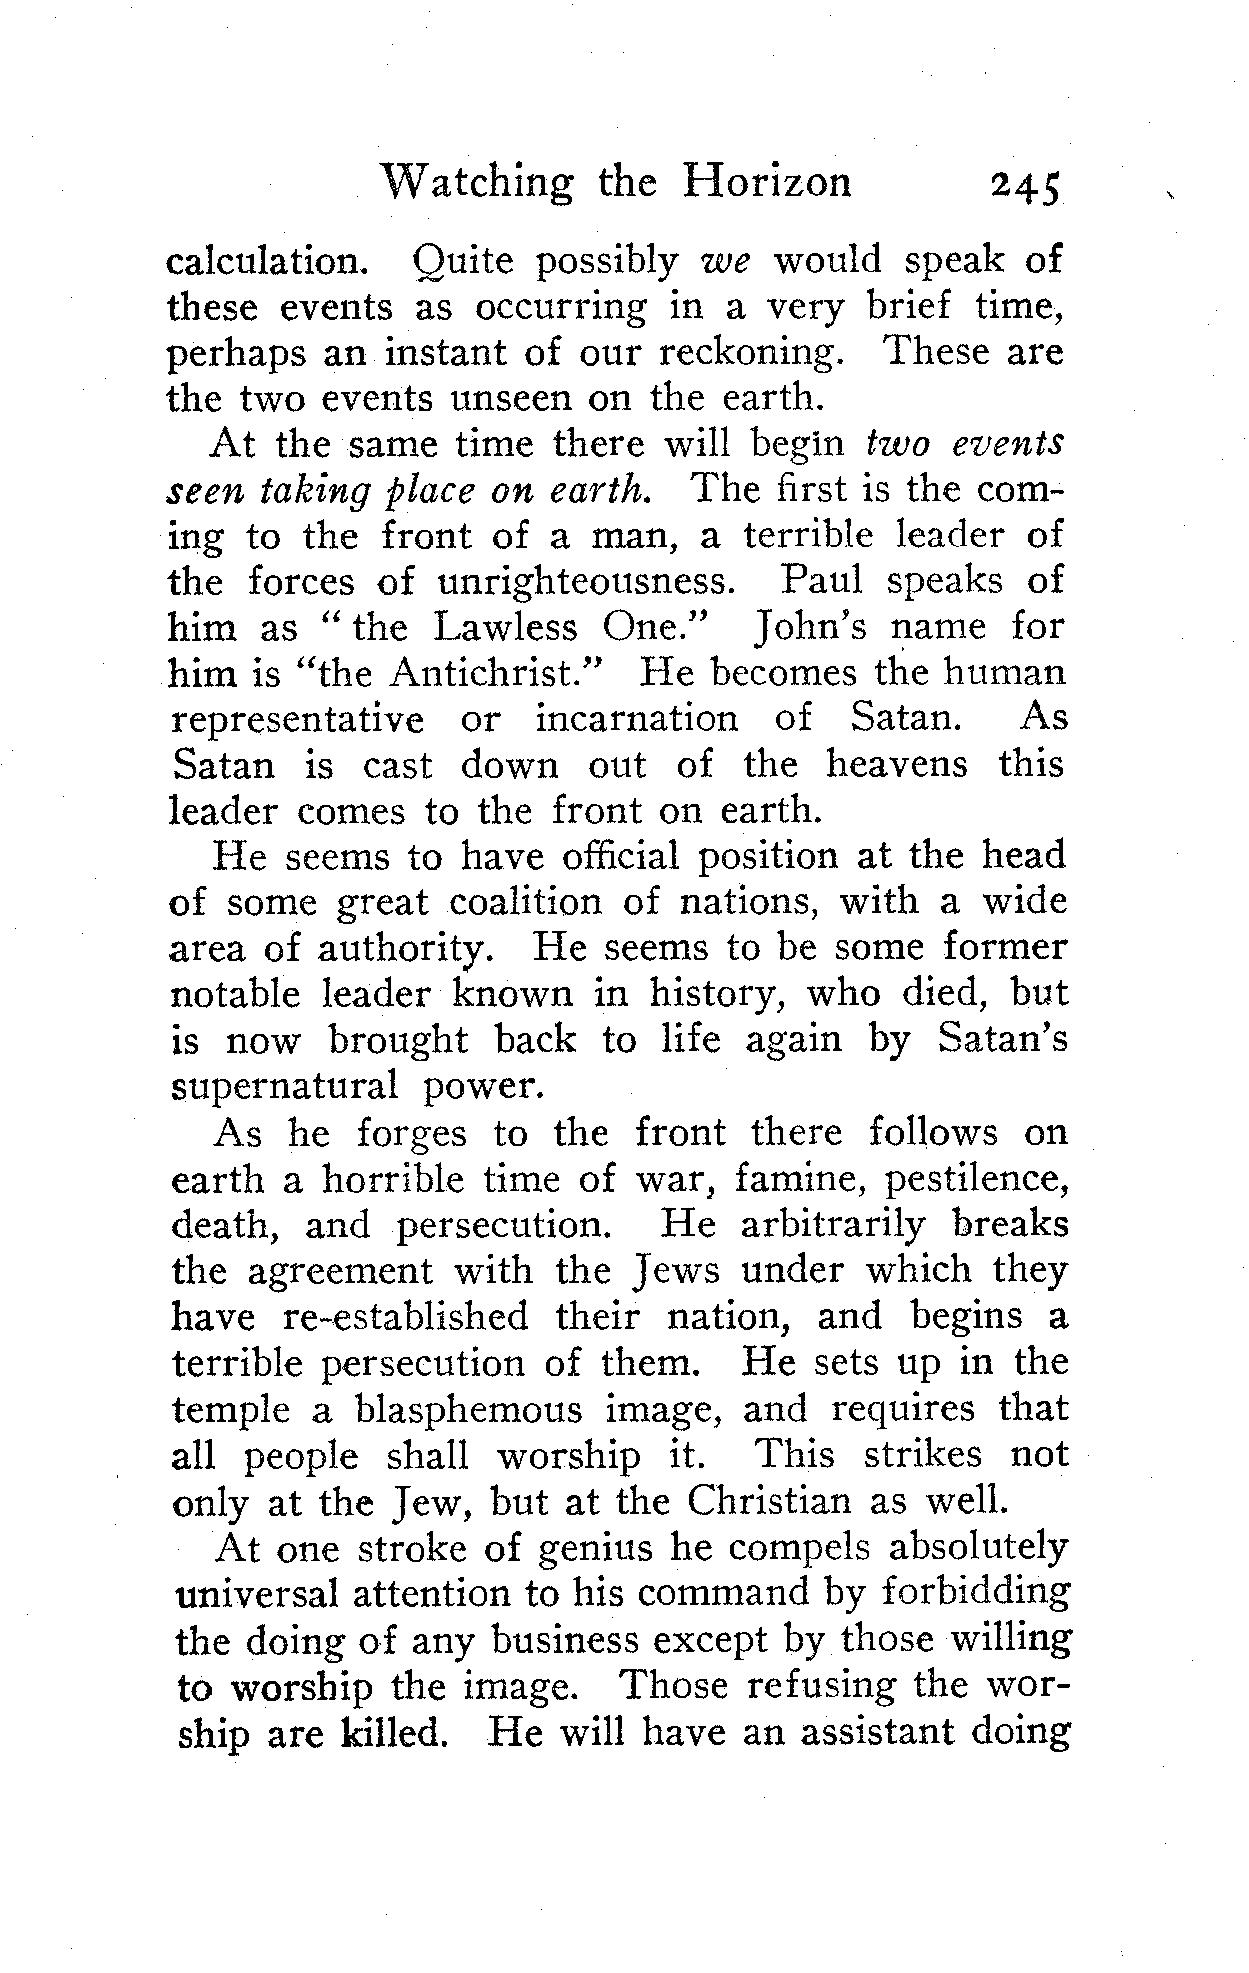 Watching the Horizon 245
calculation. Quite possibly we would speak of
these events as occurring in a very brief time,
perhaps an instant of our reckoning. These are
the two events unseen on the earth.
At the same time there will begin two events
seen taking place on earth. The first is the com-
ing to the front of a man, a terrible leader of
the forces of unrighteousness. Paul speaks of
him as “ the Lawless One.” John's name for
him is “the Antichrist.” He becomes the human
representative or incarnation of Satan. As
Satan is cast down out of the heavens this
leader comes to the front on earth.
He seems to have official position at the head
of some great coalition of nations, with a wide
area of authority. He seems to be some former
notable leader known in history, who died, but
is now brought back to life again by Satan's
supernatural power.
As he forges to the front there follows on
earth a horrible time of war, famine, pestilence,
death, and persecution. He arbitrarily breaks
the agreement with the Jews under which they
have re-established their nation, and begins a
terrible persecution of them. He sets up in the
temple a blasphemous image, and requires that
all people shall worship it. This strikes not
only at the Jew, but at the Christian as well.
At one stroke of genius he compels absolutely
universal attention to his command by forbidding
the doing of any business except by those willing
to worship the image. Those refusing the wor-
ship are killed. He will have an assistant doing